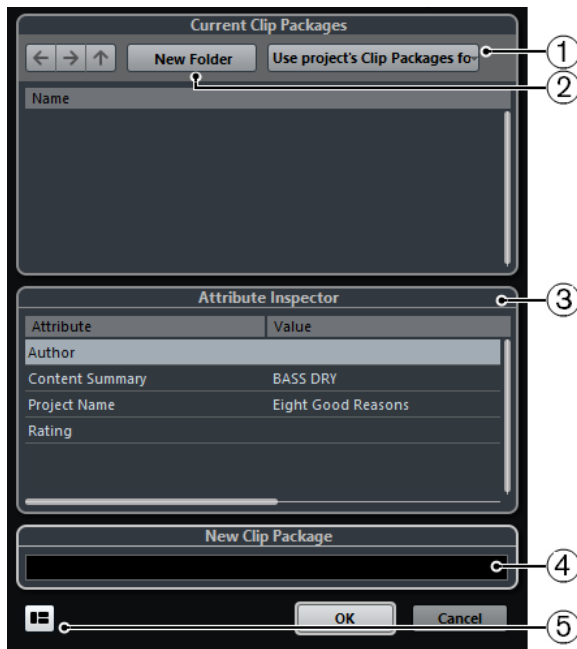 Current Clip Packages
New Folder Use project's Clip Packages fo 1
2
Name
Attribute Inspector 3
Attribute Value
Author
Content Summary BASS DRY
Project Name Eight Good Reasons
Rating
New Clip Package
4
OK Cancel 5